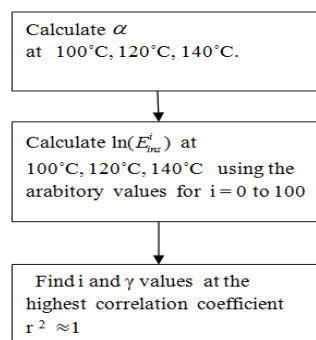 Calculate α
at 100˚C, 120˚C, 140˚C.
Calculate ln(E^i_ins) at
100˚C, 120˚C, 140˚C using the
arabitory values for i = 0 to 100
Find i and γ values at the
highest correlation coefficient
r ² ≈1